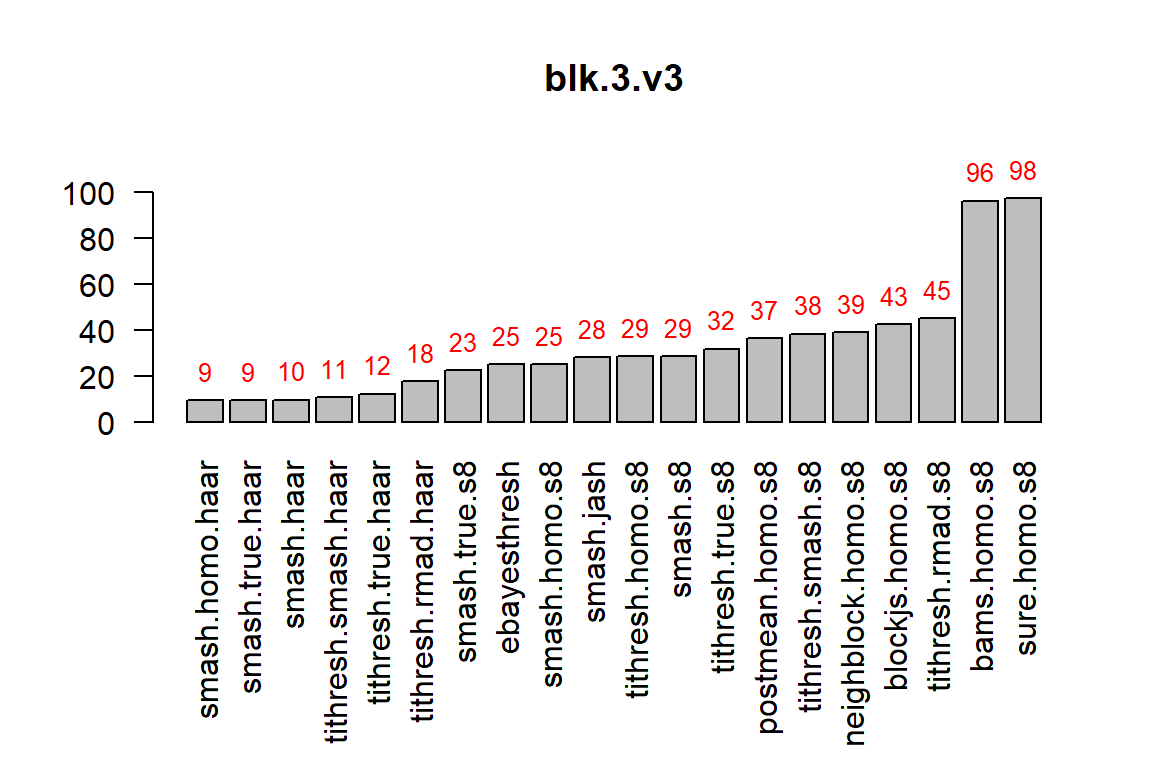 blk.3.v3
100
80
60
40
20
0
9
9
10
11
12
18
23
25
25
28
29
29
32
37
38
39
43
45
96
98
smash.homo.haar
smash.true.haar
smash.haar
tithresh.smash.haar
tithresh.true.haar
tithresh.rmad.haar
smash.true.s8
ebayesthresh
smash.homo.s8
smash.jash
tithresh.homo.s8
smash.s8
tithresh.true.s8
postmean.homo.s8
tithresh.smash.s8
neighblock.homo.s8
blockjs.homo.s8
tithresh.rmad.s8
bams.homo.s8
sure.homo.s8